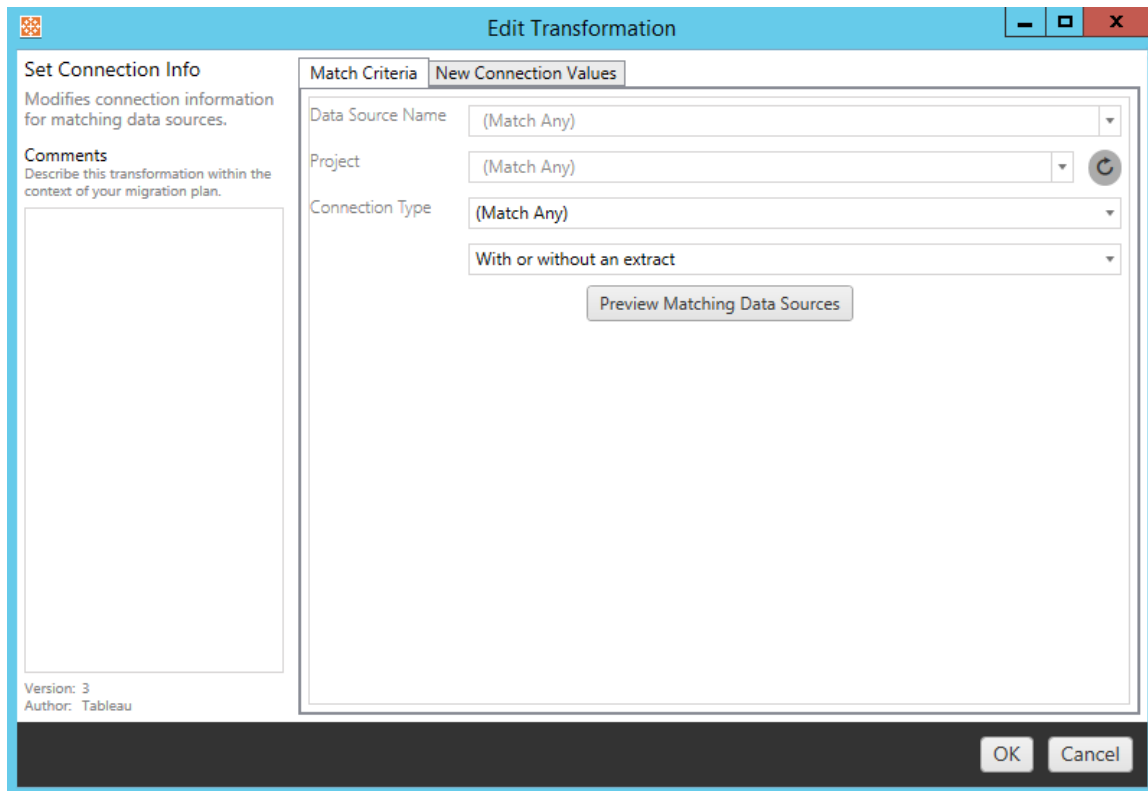 Edit Transformation
X
Set Connection Info
Modifies connection information
for matching data sources.
Comments
Describe this transformation within the
context of your migration plan.
Version: 3
Author: Tableau
Match Criteria
New Connection Values
Data Source Name
(Match Any)
Project
(Match Any)
Connection Type
(Match Any)
With or without an extract
Preview Matching Data Sources
OK
Cancel